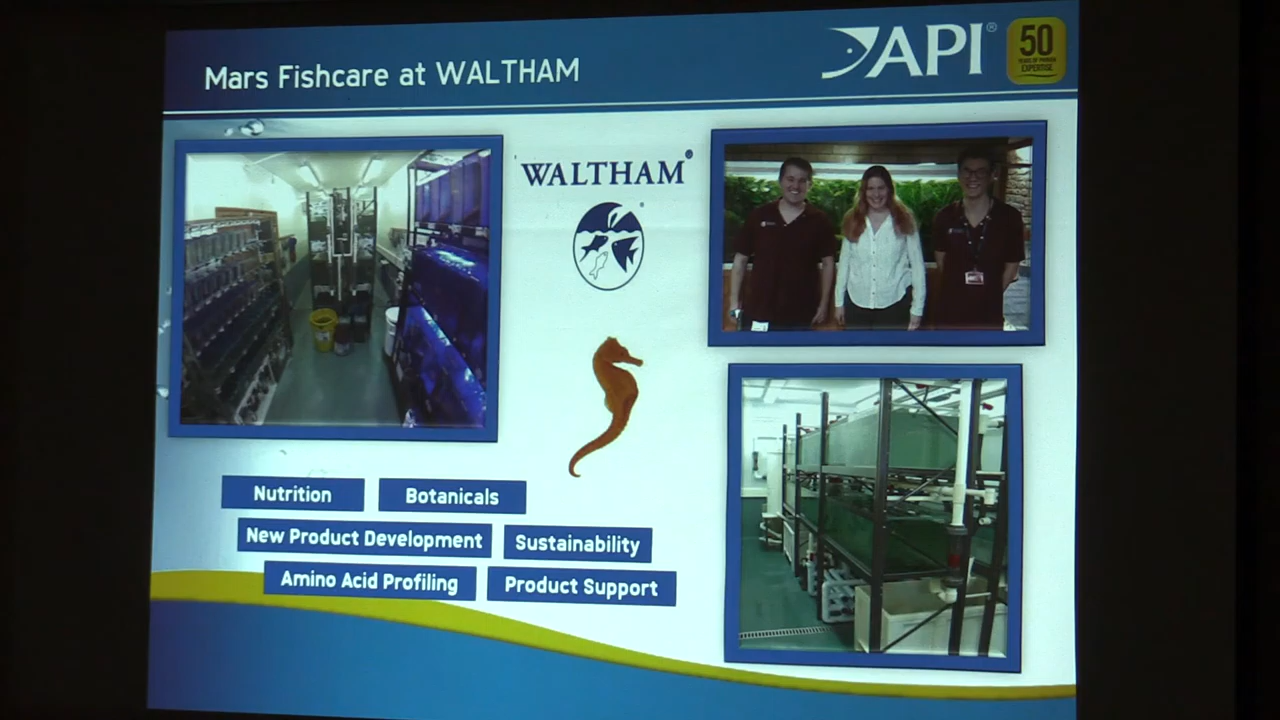 Mars Fishcare at WALTHAM
API®
50
YEARS OF PROVEN
EXPERTISE
WALTHAM®
Nutrition
Botanicals
New Product Development
Sustainability
Amino Acid Profiling
Product Support